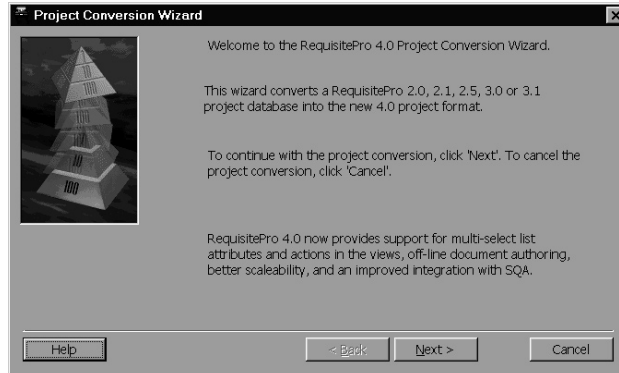 Project Conversion Wizard
Welcome to the RequisitePro 4.0 Project Conversion Wizard.
This wizard converts a RequisitePro 2.0, 2.1, 2.5, 3.0 or 3.1
project database into the new 4.0 project format.
To continue with the project conversion, click 'Next'. To cancel the
project conversion, click 'Cancel'.
RequisitePro 4.0 now provides support for multi-select list
attributes and actions in the views, off-line document authoring,
better scaleability, and an improved integration with SQA.
10
100
Help
< Back
Next >
Cancel